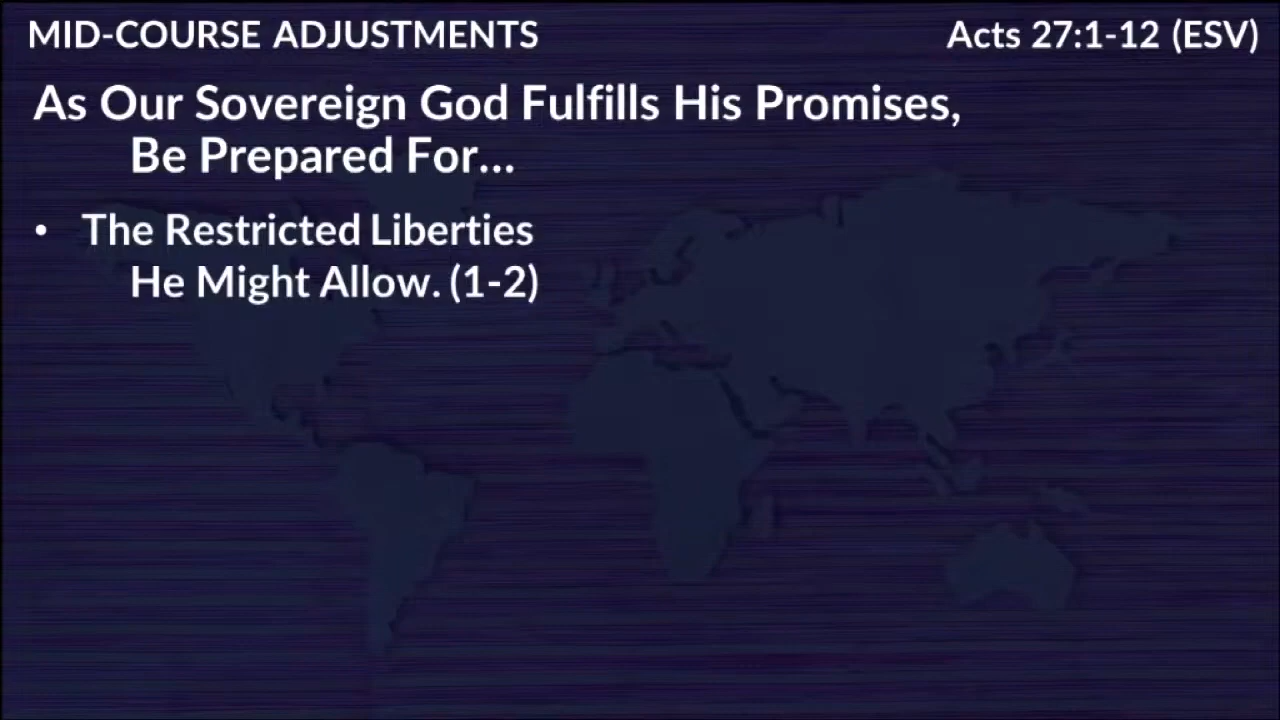 MID-COURSE ADJUSTMENTS
Acts 27:1-12 (ESV)
As Our Sovereign God Fulfills His Promises,
Be Prepared For...
• The Restricted Liberties
He Might Allow. (1-2)